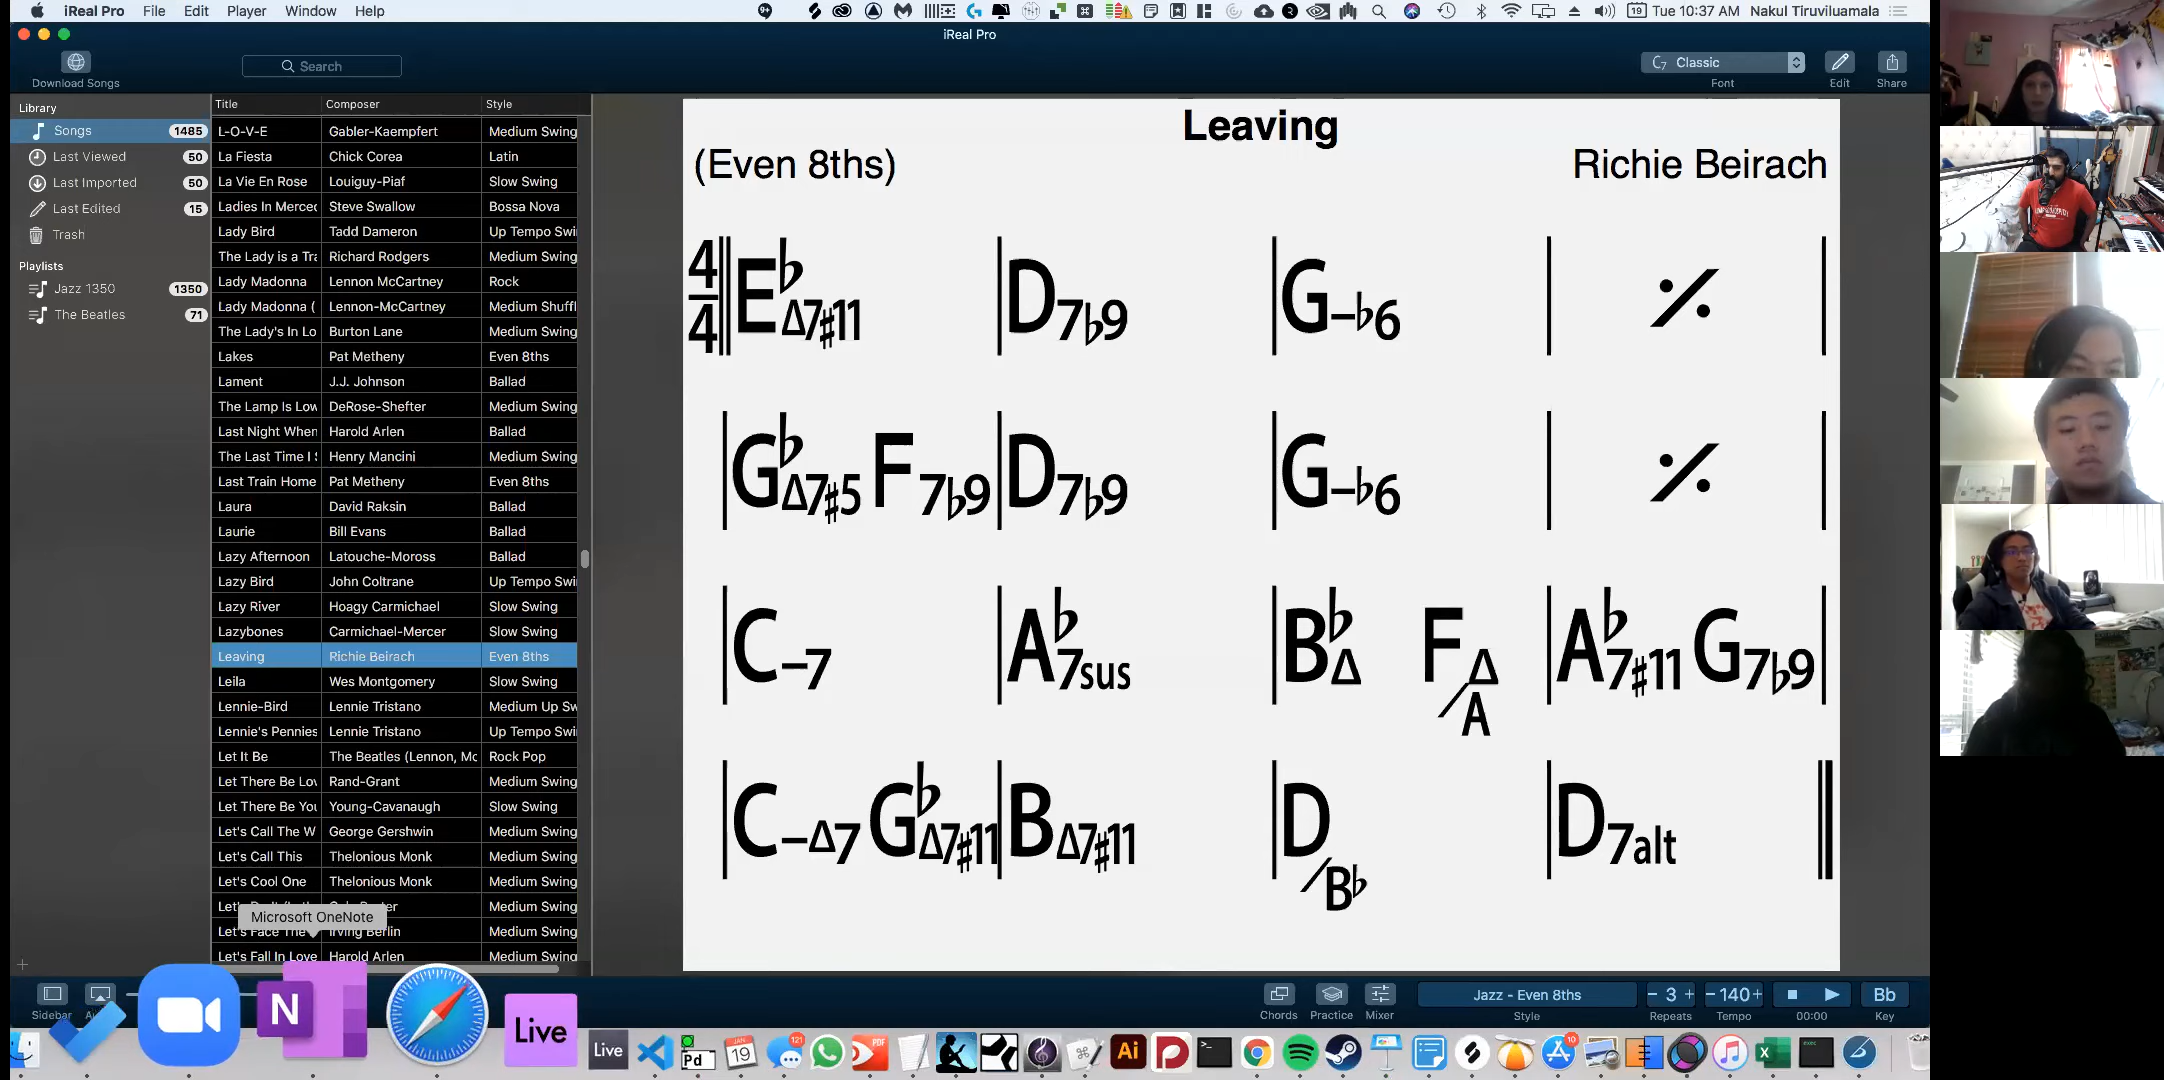 iReal Pro File Edit Player Window Help
Tue 10:37 AM Nakul Tiruviluamala
iReal Pro
Download Songs
Search
C7 Classic
Font Edit Share
Library
Songs 1485
Last Viewed 50
Last Imported 50
Last Edited 15
Trash
Playlists
Jazz 1350 1350
The Beatles 71
Title Composer Style
L-O-V-E Gabler-Kaempfert Medium Swing
La Fiesta Chick Corea Latin
La Vie En Rose Louiguy-Piaf Slow Swing
Ladies In Merced Steve Swallow Bossa Nova
Lady Bird Tadd Dameron Up Tempo Swi
The Lady is a Tra Richard Rodgers Medium Swing
Lady Madonna Lennon McCartney Rock
Lady Madonna ( Lennon-McCartney Medium Shuffl
The Lady's In Lo Burton Lane Medium Swing
Lakes Pat Metheny Even 8ths
Lament J.J. Johnson Ballad
The Lamp Is Low DeRose-Shefter Medium Swing
Last Night When Harold Arlen Ballad
The Last Time I Henry Mancini Medium Swing
Last Train Home Pat Metheny Even 8ths
Laura David Raksin Ballad
Laurie Bill Evans Ballad
Lazy Afternoon Latouche-Moross Ballad
Lazy Bird John Coltrane Up Tempo Swi
Lazy River Hoagy Carmichael Slow Swing
Lazybones Carmichael-Mercer Slow Swing
Leaving Richie Beirach Even 8ths
Leila Wes Montgomery Slow Swing
Lennie-Bird Lennie Tristano Medium Up Sw
Lennie's Pennies Lennie Tristano Up Tempo Swi
Let It Be The Beatles (Lennon, Mc Rock Pop
Let There Be Lov Rand-Grant Medium Swing
Let There Be You Young-Cavanaugh Slow Swing
Let's Call The W George Gershwin Medium Swing
Let's Call This Thelonious Monk Medium Swing
Let's Cool One Thelonious Monk Medium Swing
Medium Swing
Microsoft OneNote
Let's Face The Irving Berlin Medium Swing
Let's Fall In Love Harold Arlen Medium Swing
Leaving
(Even 8ths) Richie Beirach
4/4 E♭Δ7♯11 D7♭9 G-♭6
G♭Δ7♯5 F7♭9 D7♭9 G-♭6
C-7 A♭7sus B♭Δ FΔ/A A♭7♯11 G7♭9
C-Δ7 G♭Δ7♯11 BΔ7♯11 D/B♭ D7alt
Sidebar
Chords Practice Mixer
Jazz - Even 8ths
Style
- 3 +
Repeats
-140+
Tempo
00:00
Bb
Key
N
Live
Live
Pd
19
121
PDF
Ai
10